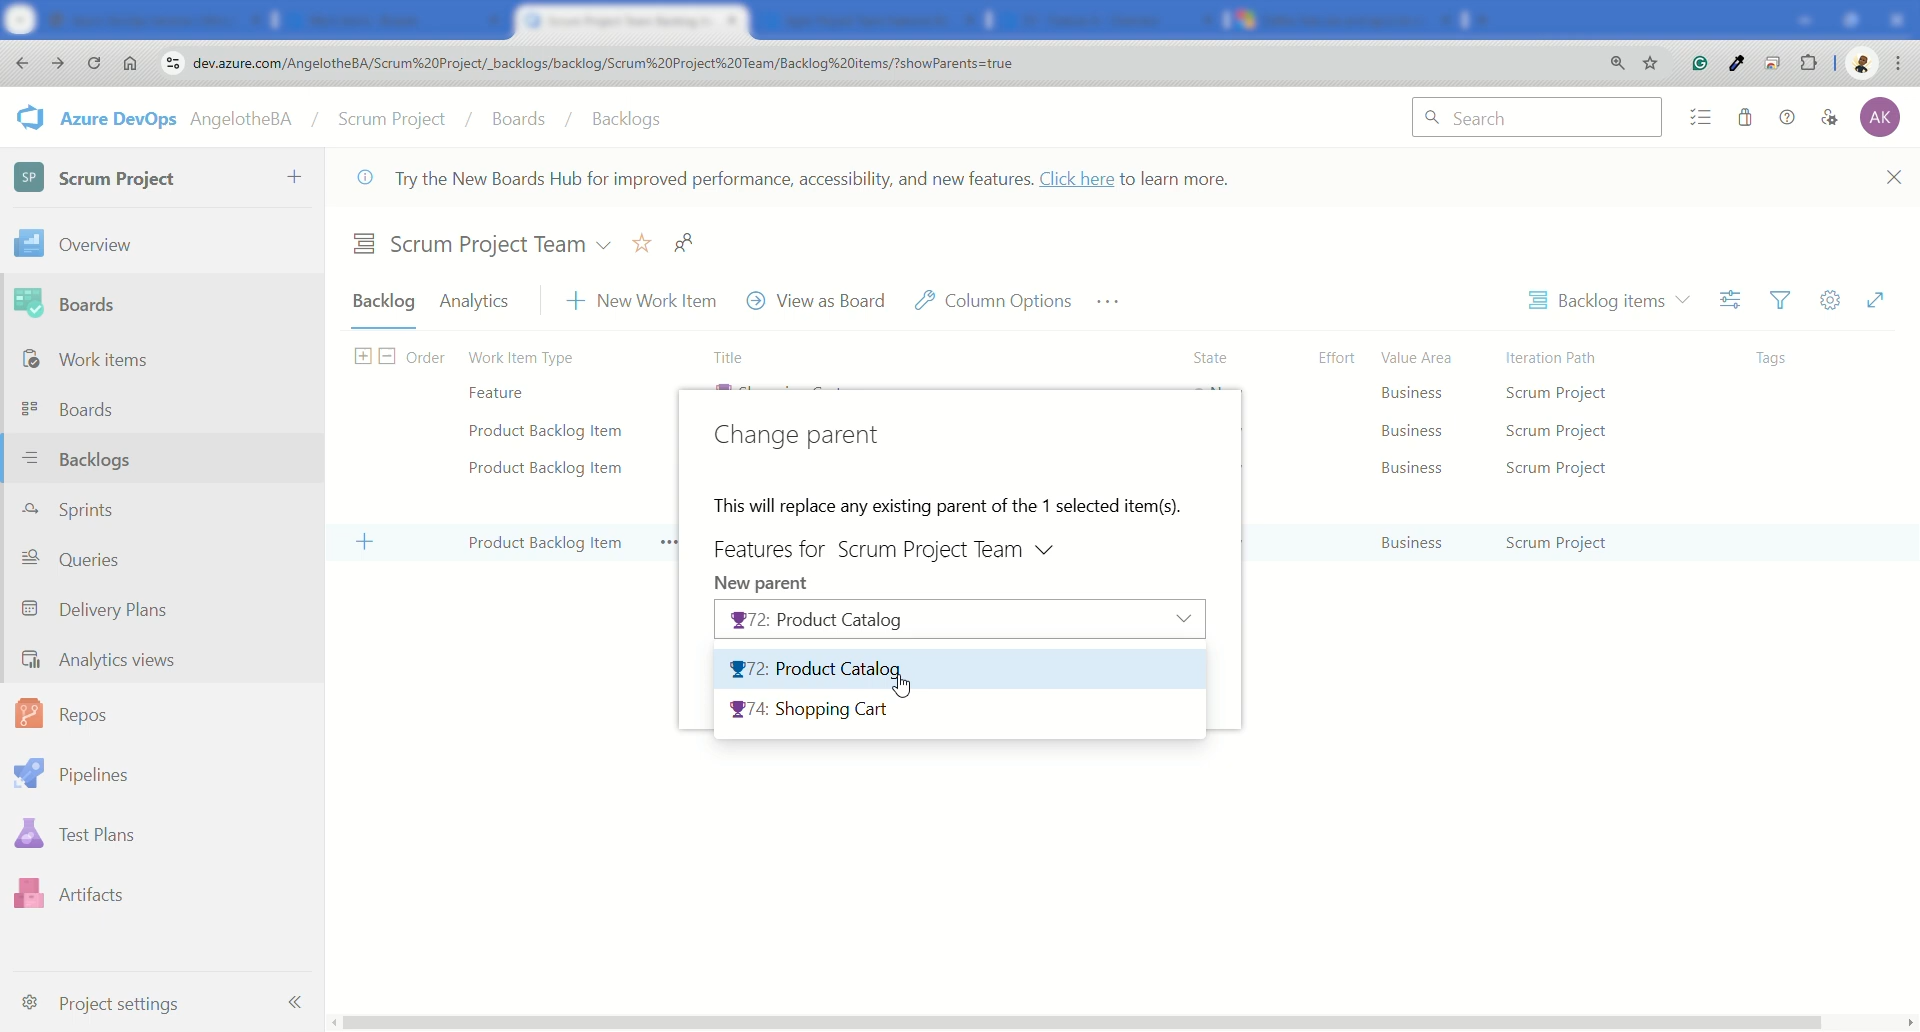 dev.azure.com/AngelotheBA/Scrum%20Project/_backlogs/backlog/Scrum%20Project%20Team/Backlog%20items/?showParents=true
Azure DevOps AngelotheBA / Scrum Project / Boards / Backlogs
Search
AK
SP Scrum Project
Try the New Boards Hub for improved performance, accessibility, and new features. Click here to learn more.
Overview
Boards
Work items
Boards
Backlogs
Sprints
Queries
Delivery Plans
Analytics views
Repos
Pipelines
Test Plans
Artifacts
Project settings
Scrum Project Team
Backlog Analytics New Work Item View as Board Column Options Backlog items
Order Work Item Type Title State Effort Value Area Iteration Path Tags
Feature Business Scrum Project
Product Backlog Item Business Scrum Project
Product Backlog Item Business Scrum Project
Product Backlog Item Business Scrum Project
Change parent
This will replace any existing parent of the 1 selected item(s).
Features for Scrum Project Team
New parent
72: Product Catalog
72: Product Catalog
74: Shopping Cart